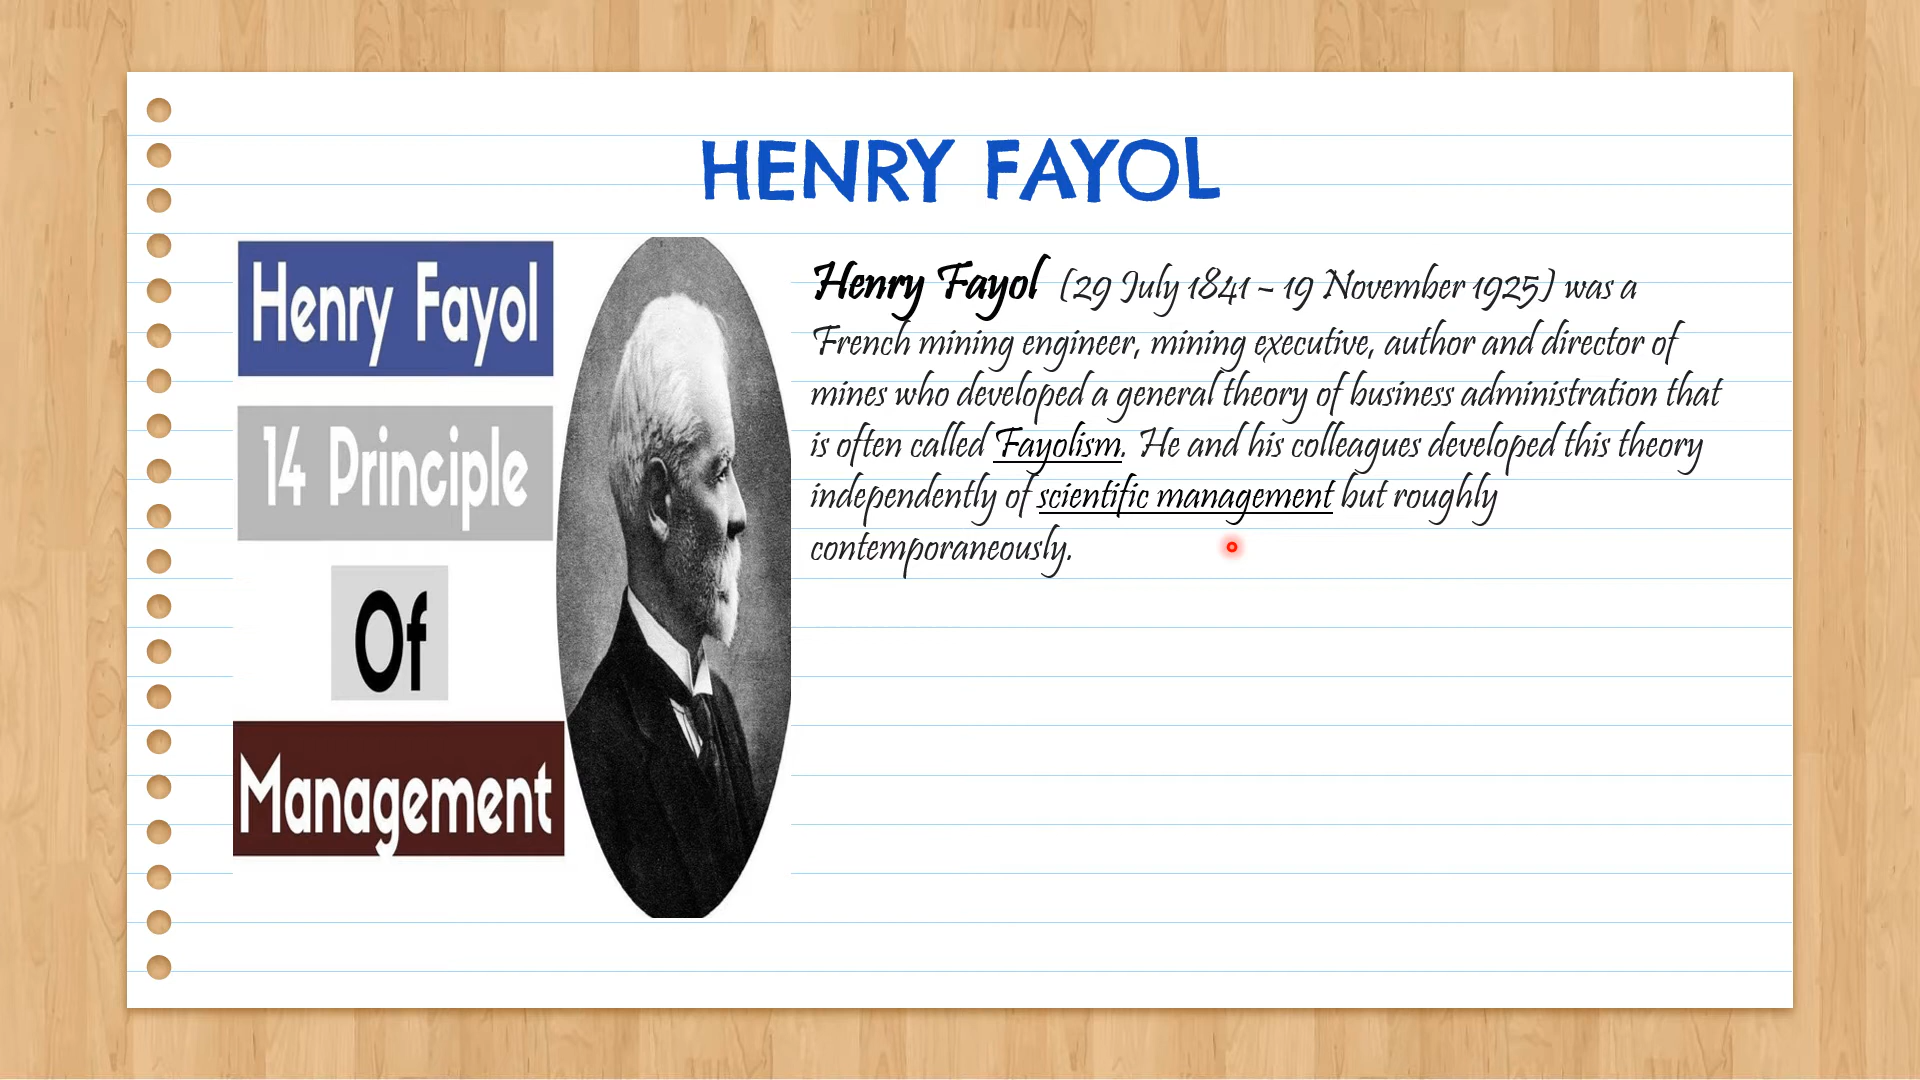 HENRY FAYOL
Henry Fayol
14 Principle
Of
Management
Henry Fayol (29 July 1841 – 19 November 1925) was a
French mining engineer, mining executive, author and director of
mines who developed a general theory of business administration that
is often called Fayolism. He and his colleagues developed this theory
independently of scientific management but roughly
contemporaneously.